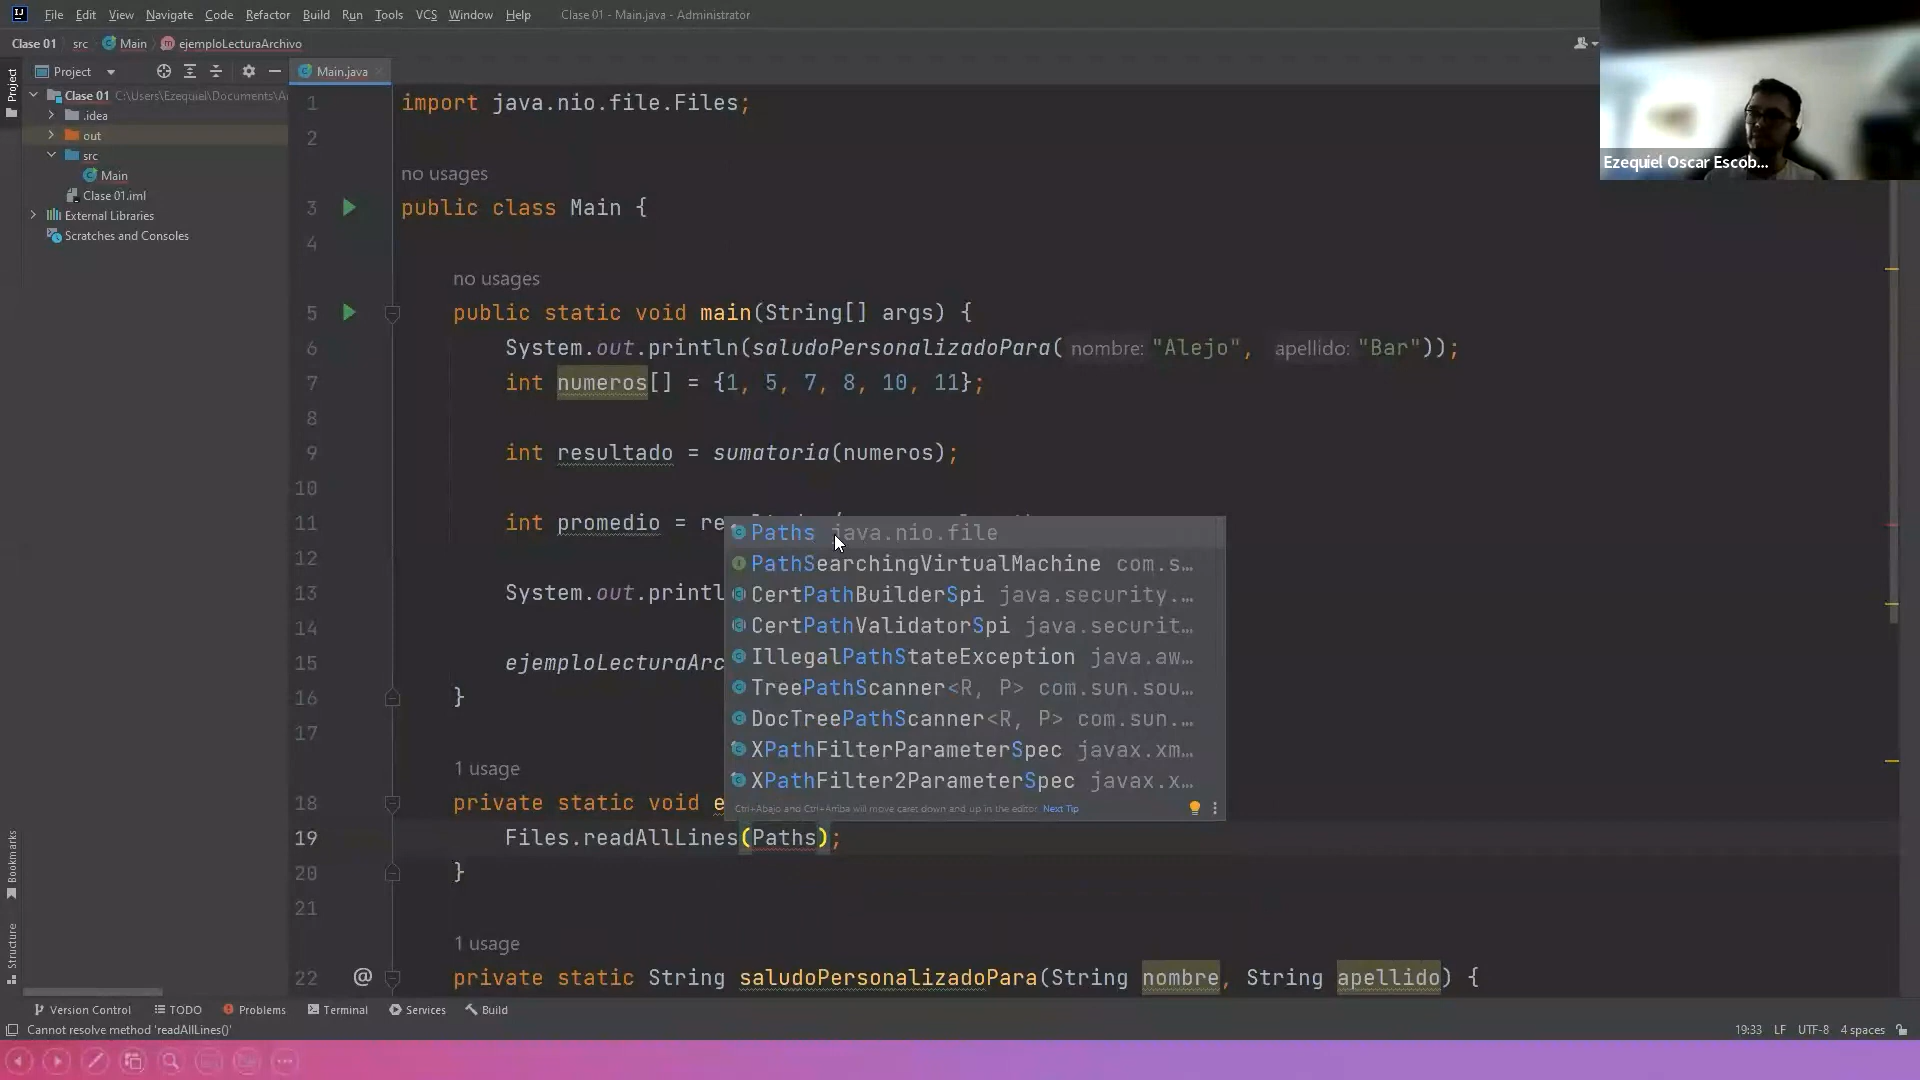 File Edit View Navigate Code Refactor Build Run Tools VCS Window Help Clase 01 - Main.java - Administrator
Clase 01 src Main ejemploLecturaArchivo
Project Main.java
Project
Clase 01 C:\Users\Ezequiel\Documents\A
.idea
out
src
Main
Clase 01.iml
External Libraries
Scratches and Consoles
1 import java.nio.file.Files;
2
no usages
3 public class Main {
4
no usages
5 public static void main(String[] args) {
6 System.out.println(saludoPersonalizadoPara( nombre: "Alejo", apellido: "Bar"));
7 int numeros[] = {1, 5, 7, 8, 10, 11};
8
9 int resultado = sumatoria(numeros);
10
11 int promedio = re
12
13 System.out.printl
14
15 ejemploLecturaArc
16 }
17
1 usage
18 private static void e
19 Files.readAllLines(Paths);
20 }
21
1 usage
22 @ private static String saludoPersonalizadoPara(String nombre, String apellido) {
Paths java.nio.file
PathSearchingVirtualMachine com.s…
CertPathBuilderSpi java.security.…
CertPathValidatorSpi java.securit…
IllegalPathStateException java.aw…
TreePathScanner<R, P> com.sun.sou…
DocTreePathScanner<R, P> com.sun.…
XPathFilterParameterSpec javax.xm…
XPathFilter2ParameterSpec javax.x…
Ctrl+Abajo and Ctrl+Arriba will move caret down and up in the editor Next Tip
Ezequiel Oscar Escob...
Bookmarks
Structure
Version Control TODO Problems Terminal Services Build
Cannot resolve method 'readAllLines()'
19:33 LF UTF-8 4 spaces